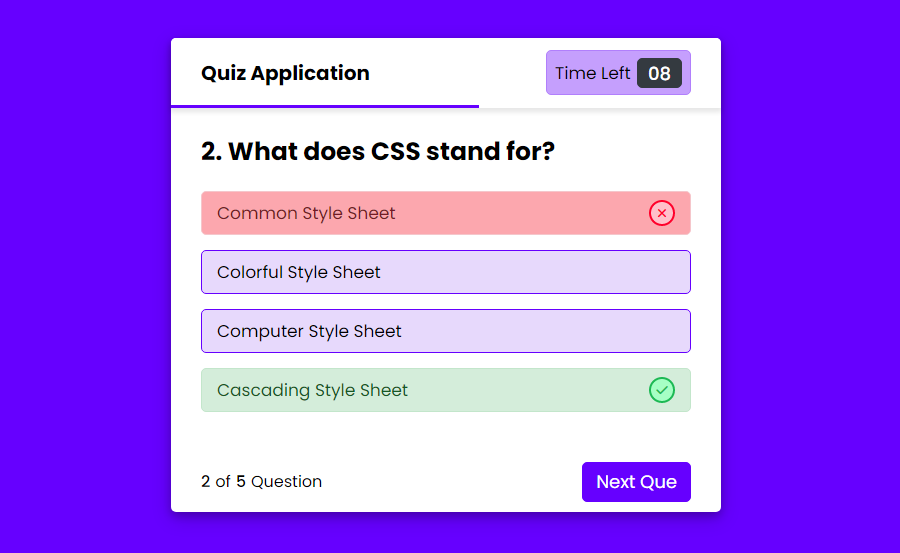 Quiz Application
Time Left 08
2. What does CSS stand for?
Common Style Sheet
Colorful Style Sheet
Computer Style Sheet
Cascading Style Sheet
2 of 5 Question
Next Que